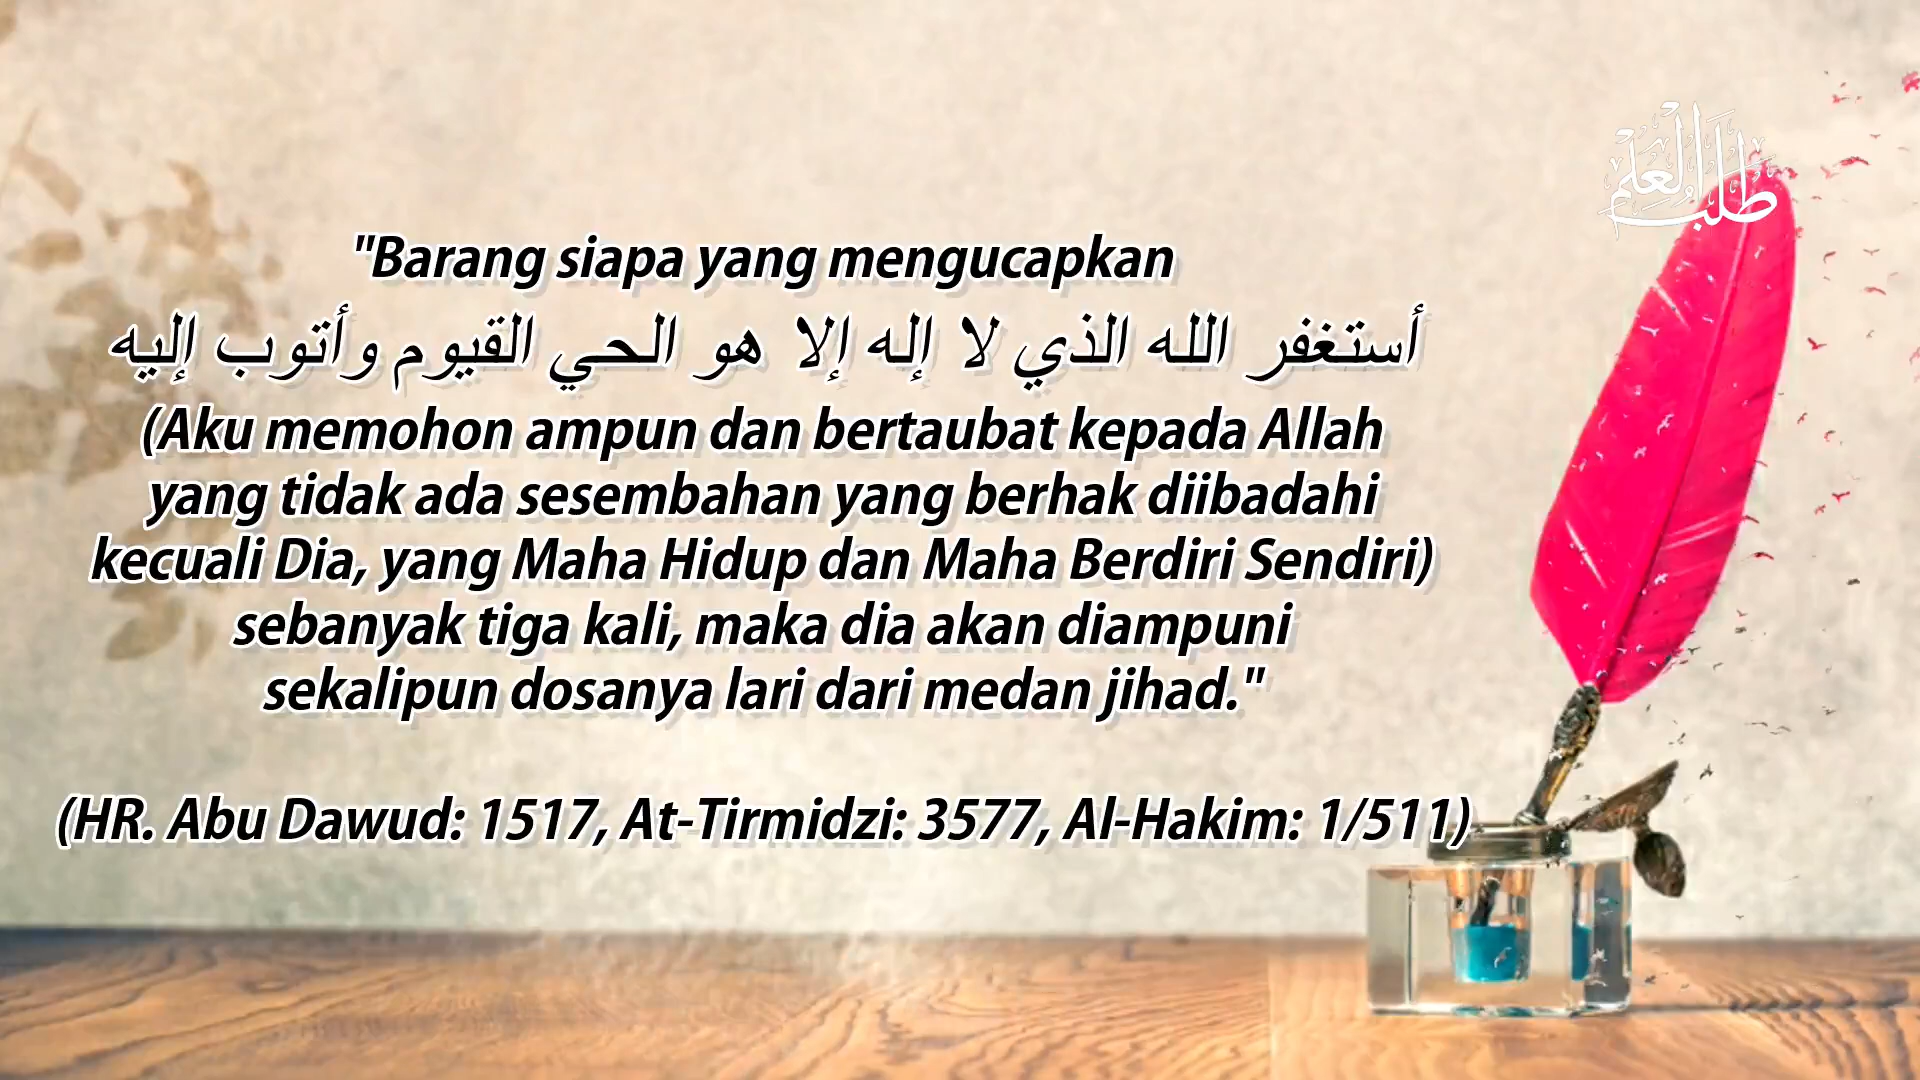 طلب العلم
"Barang siapa yang mengucapkan
أستغفر الله الذي لا إله إلا هو الحي القيوم وأتوب إليه
(Aku memohon ampun dan bertaubat kepada Allah
yang tidak ada sesembahan yang berhak diibadahi
kecuali Dia, yang Maha Hidup dan Maha Berdiri Sendiri)
sebanyak tiga kali, maka dia akan diampuni
sekalipun dosanya lari dari medan jihad."
(HR. Abu Dawud: 1517, At-Tirmidzi: 3577, Al-Hakim: 1/511)